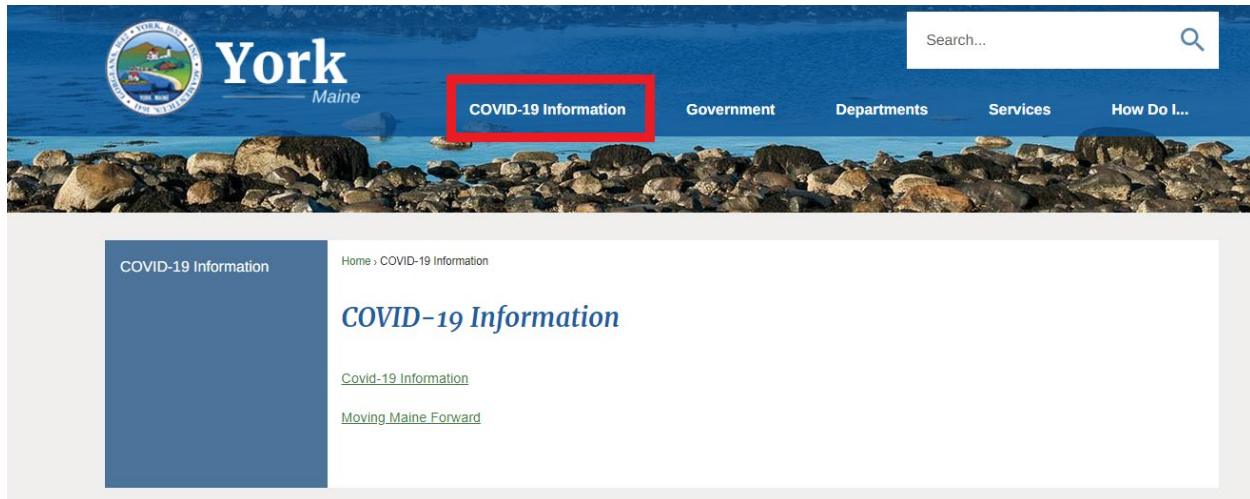 York
Maine
Search...
COVID-19 Information Government Departments Services How Do I...
COVID-19 Information
Home › COVID-19 Information
COVID-19 Information
Covid-19 Information
Moving Maine Forward